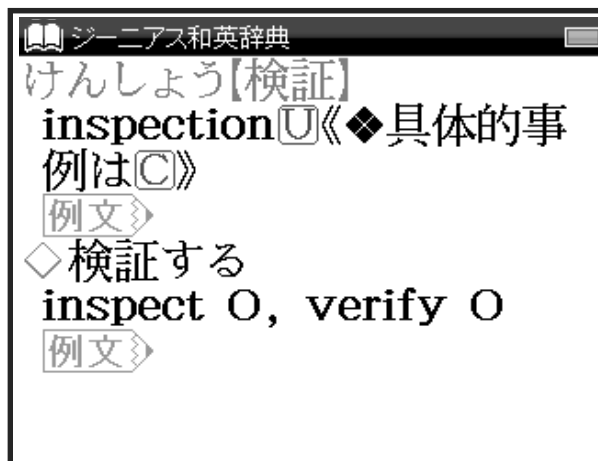 ジーニアス和英辞典
けんしょう【検証】
inspection[U]《❖具体的事
例は[C]》
例文
◇検証する
inspect O, verify O
例文